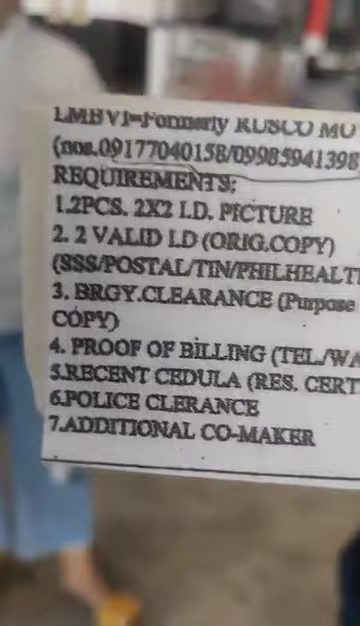 LMBVI=Formerly RUSCO MO
(nos.09177040158/09985941398
REQUIREMENTS:
1.2PCS. 2X2 I.D. PICTURE
2. 2 VALID I.D (ORIG.COPY)
(SSS/POSTAL/TIN/PHILHEALT
3. BRGY.CLEARANCE (Purpose
COPY)
4. PROOF OF BILLING (TEL./WA
5.RECENT CEDULA (RES. CERT
6.POLICE CLERANCE
7.ADDITIONAL CO-MAKER